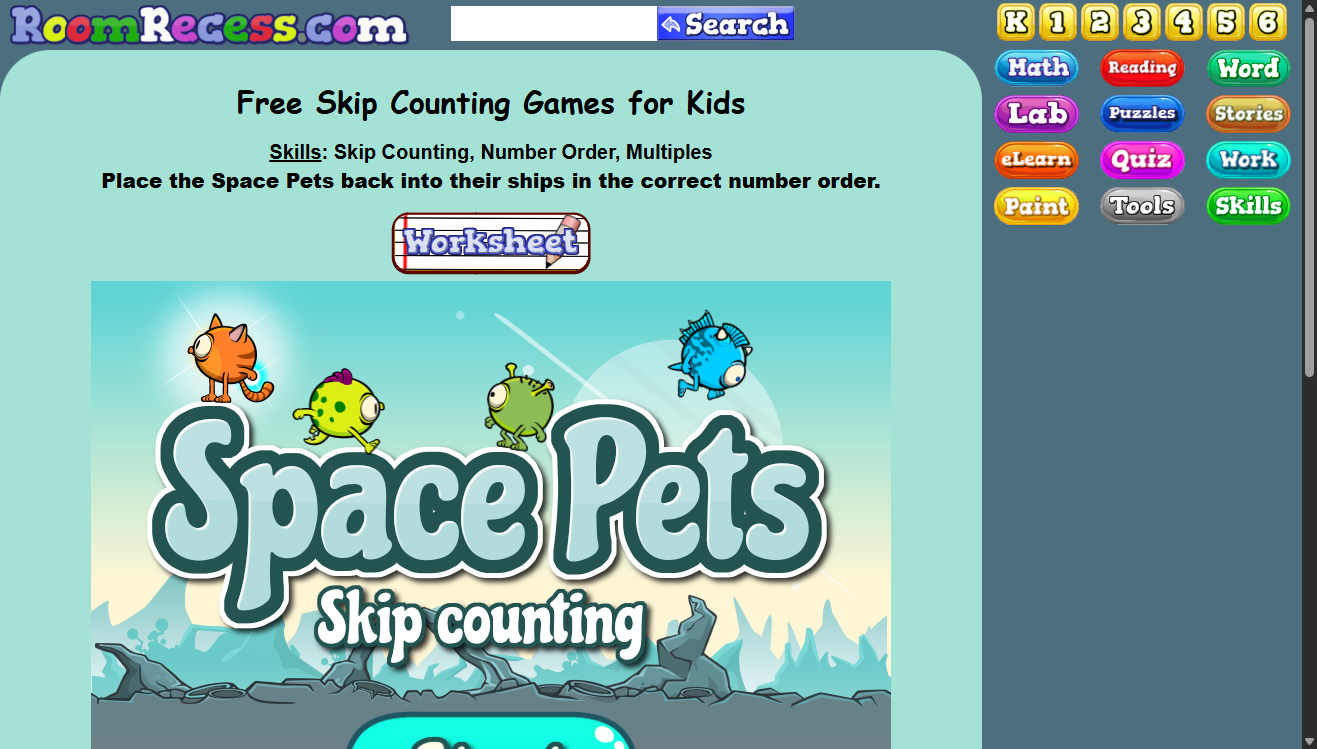 RoomRecess.com
Search
K 1 2 3 4 5 6
Math Reading Word
Lab Puzzles Stories
eLearn Quiz Work
Paint Tools Skills
Free Skip Counting Games for Kids
Skills: Skip Counting, Number Order, Multiples
Place the Space Pets back into their ships in the correct number order.
Worksheet
Space Pets
Skip counting